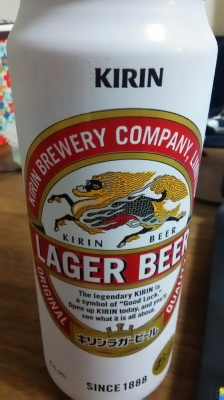 KIRIN
KIRIN BREWERY COMPANY,
KIRIN BEER
LAGER BEER
ORIGINAL
The legendary KIRIN is
a symbol of "Good Luck."
Open up KIRIN today, and you'll
see what it is all about.
キリンラガービール
SINCE 1888